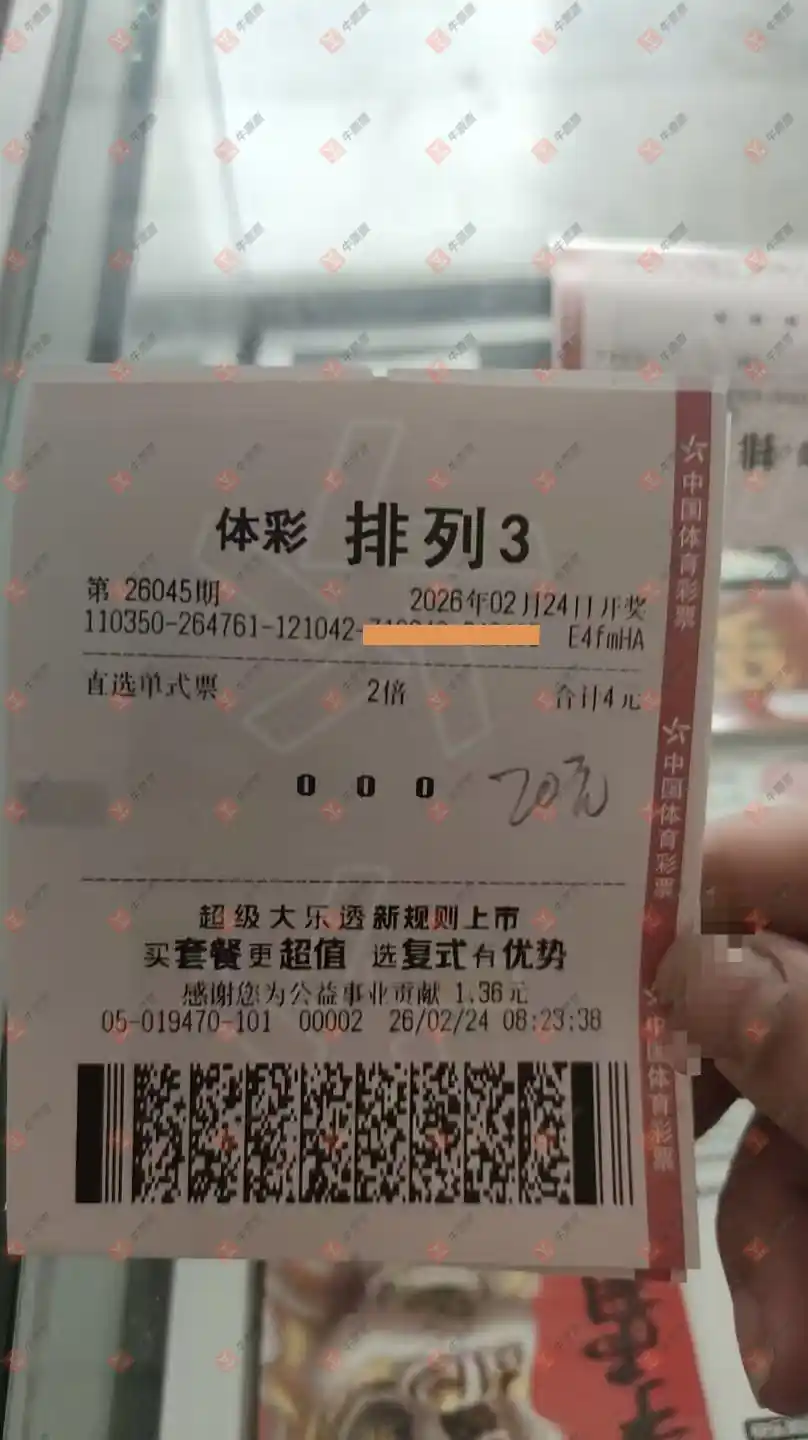 体彩 排列3
第 26045期 2026年02月24日开奖
110350-264761-121042- E4fmHA
直选单式票 2倍 合计4元
0 0 0 20元
超级大乐透新规则上市
买套餐更超值 选复式有优势
感谢您为公益事业贡献 1.36元
05-019470-101 00002 26/02/24 08:23:38
中国体育彩票
中国体育彩票
中国体育彩票
排